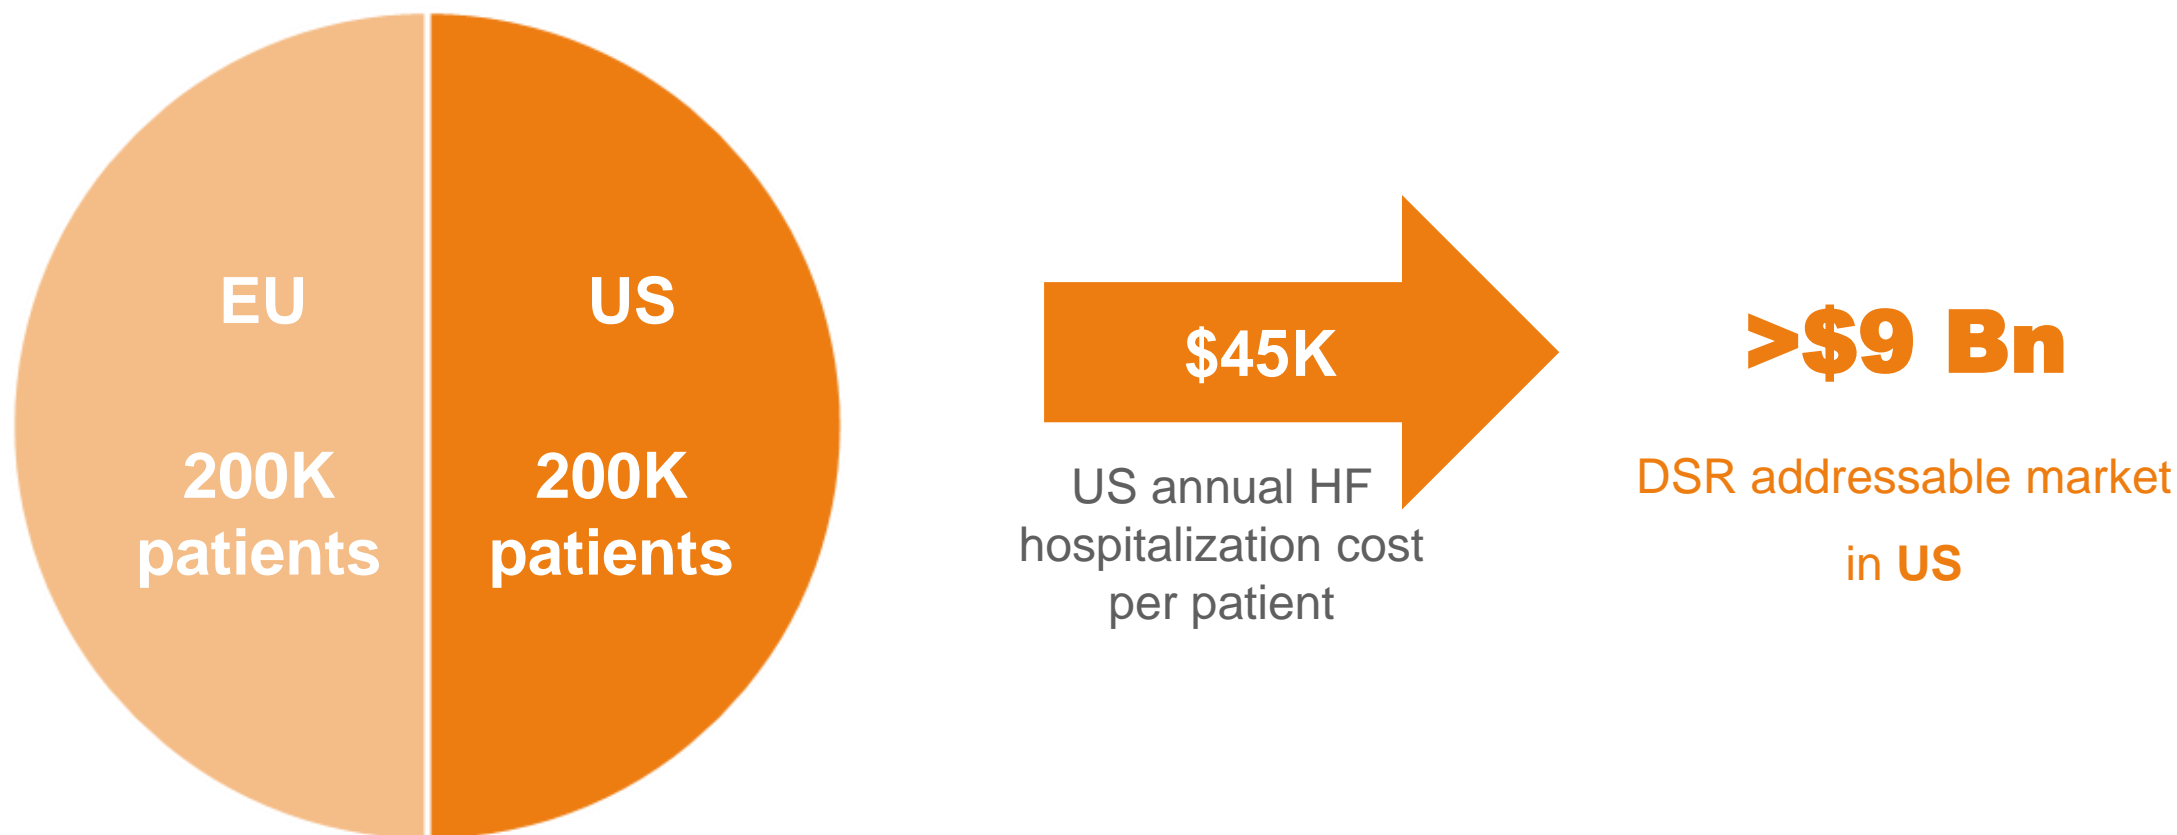 EU
200K
patients
US
200K
patients
$45K
US annual HF
hospitalization cost
per patient
>$9 Bn
DSR addressable market
in US